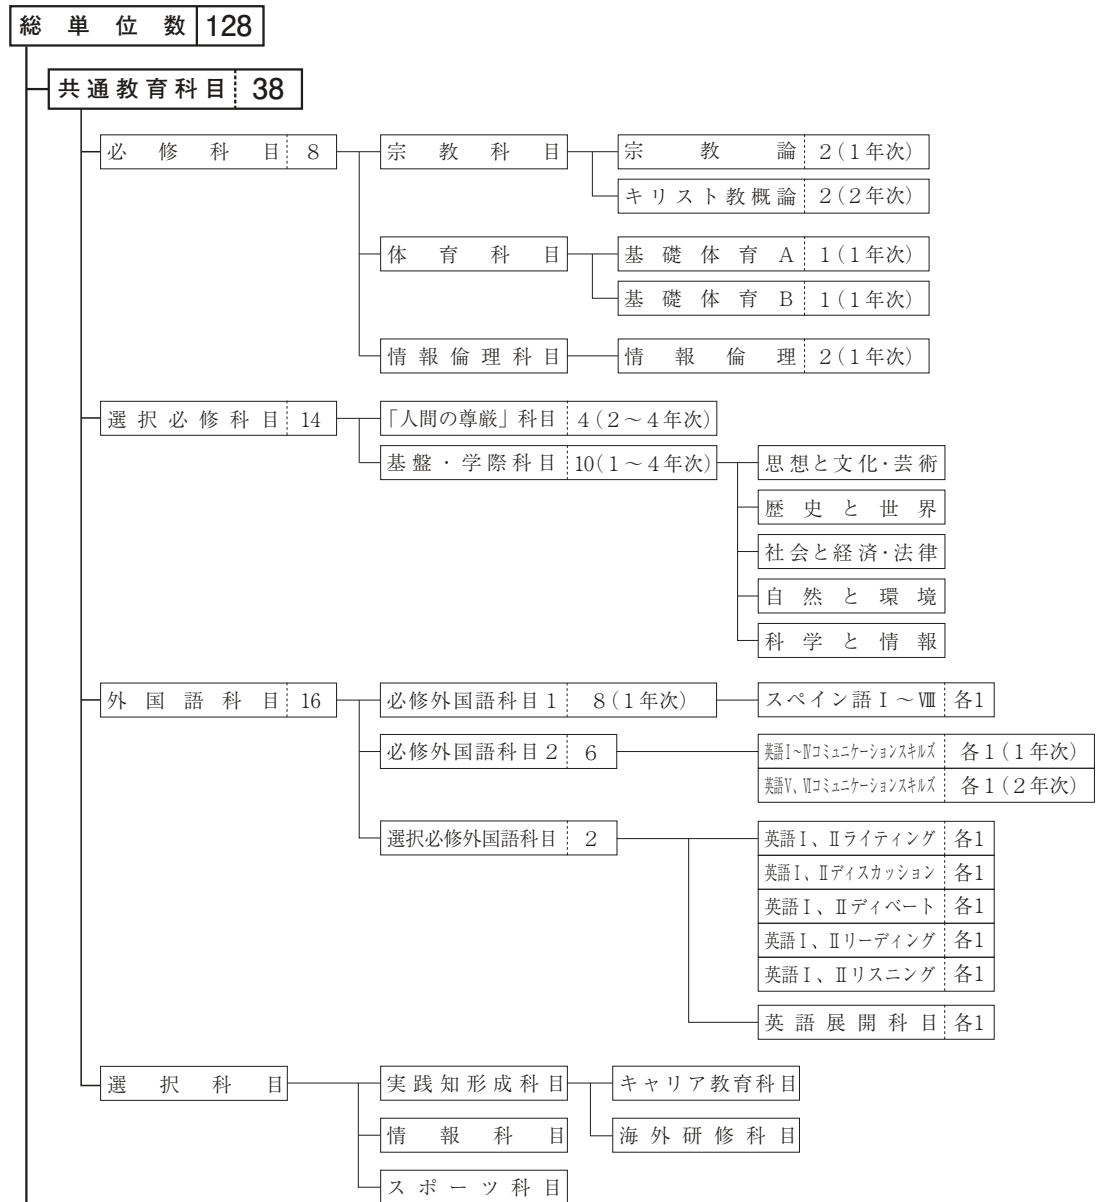 総単位数 128
共通教育科目 38
必修科目 8 宗教科目 宗教論 2(1年次)
キリスト教概論 2(2年次)
体育科目 基礎体育A 1(1年次)
基礎体育B 1(1年次)
情報倫理科目 情報倫理 2(1年次)
選択必修科目 14 「人間の尊厳」科目 4(2〜4年次)
基盤・学際科目 10(1〜4年次) 思想と文化・芸術
歴史と世界
社会と経済・法律
自然と環境
科学と情報
外国語科目 16 必修外国語科目1 8(1年次) スペイン語Ⅰ〜Ⅷ 各1
必修外国語科目2 6 英語Ⅰ〜Ⅳコミュニケーションスキルズ 各1(1年次)
英語Ⅴ、Ⅵコミュニケーションスキルズ 各1(2年次)
選択必修外国語科目 2 英語Ⅰ、Ⅱライティング 各1
英語Ⅰ、Ⅱディスカッション 各1
英語Ⅰ、Ⅱディベート 各1
英語Ⅰ、Ⅱリーディング 各1
英語Ⅰ、Ⅱリスニング 各1
英語展開科目 各1
選択科目 実践知形成科目 キャリア教育科目
情報科目 海外研修科目
スポーツ科目